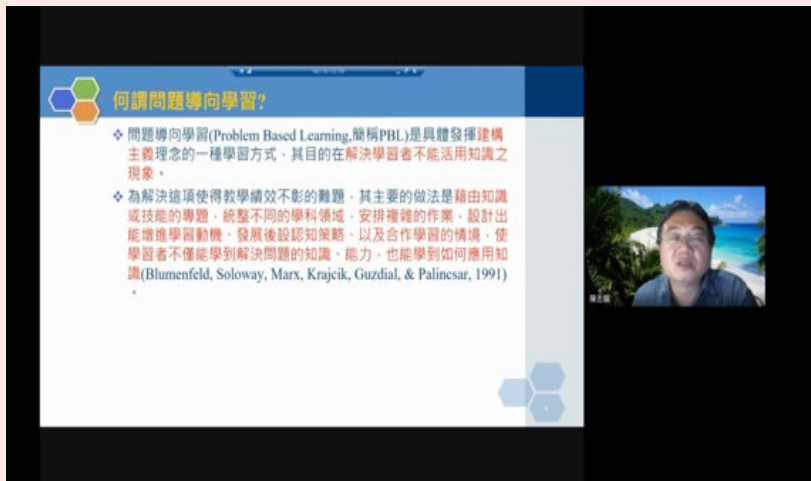 何謂問題導向學習?
問題導向學習(Problem Based Learning,簡稱PBL)是具體發揮建構
主義理念的一種學習方式，其目的在解決學習者不能活用知識之
現象。
為解決這項使得教學績效不彰的難題，其主要的做法是藉由知識
或技能的專題，統整不同的學科領域，安排複雜的作業，設計出
能增進學習動機、發展後設認知策略、以及合作學習的情境，使
學習者不僅能學到解決問題的知識、能力，也能學到如何應用知
識(Blumenfeld, Soloway, Marx, Krajcik, Guzdial, & Palincsar, 1991)
。